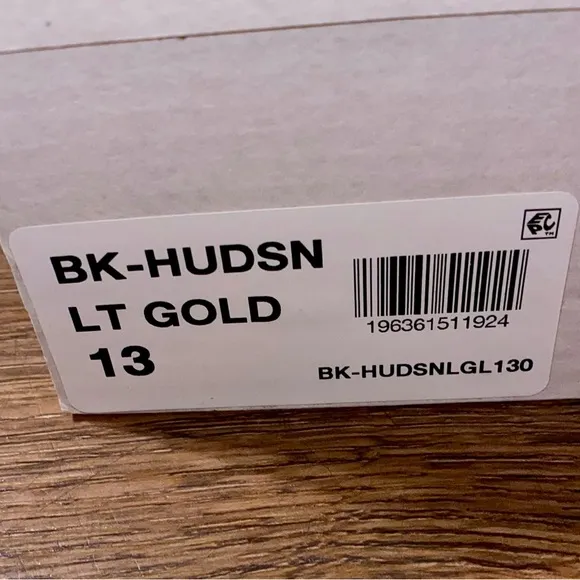 BK-HUDSN
LT GOLD
13
196361511924
BK-HUDSNLGL130